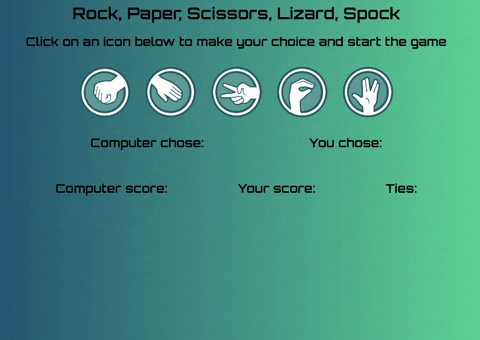 Rock, Paper, Scissors, Lizard, Spock
Click on an icon below to make your choice and start the game
Computer chose: You chose:
Computer score: Your score: Ties: